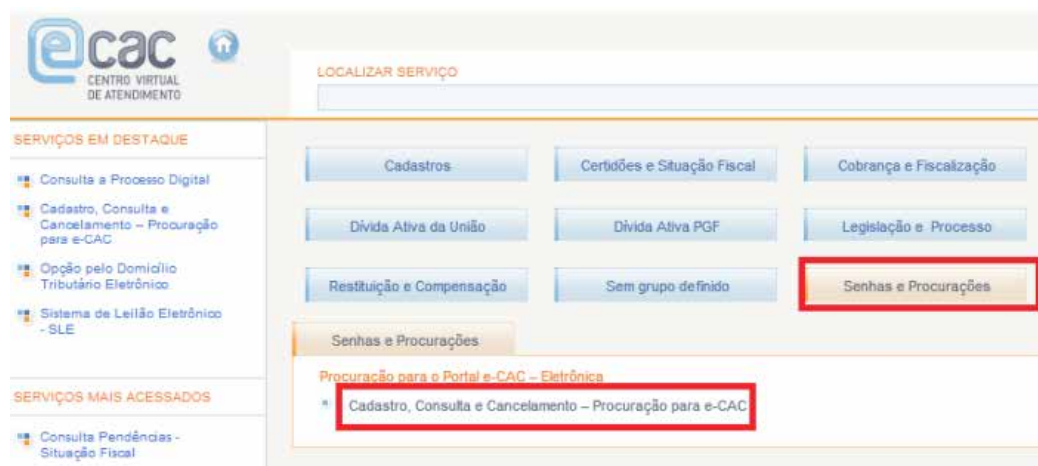 ecac
CENTRO VIRTUAL
DE ATENDIMENTO
LOCALIZAR SERVIÇO
SERVIÇOS EM DESTAQUE
Consulta a Processo Digital
Cadastro, Consulta e
Cancelamento – Procuração
para e-CAC
Opção pelo Domicílio
Tributário Eletrônico
Sistema de Leilão Eletrônico
- SLE
SERVIÇOS MAIS ACESSADOS
Consulta Pendências -
Situação Fiscal
Cadastros
Certidões e Situação Fiscal
Cobrança e Fiscalização
Dívida Ativa da União
Dívida Ativa PGF
Legislação e Processo
Restituição e Compensação
Sem grupo definido
Senhas e Procurações
Senhas e Procurações
Procuração para o Portal e-CAC – Eletrônica
Cadastro, Consulta e Cancelamento – Procuração para e-CAC